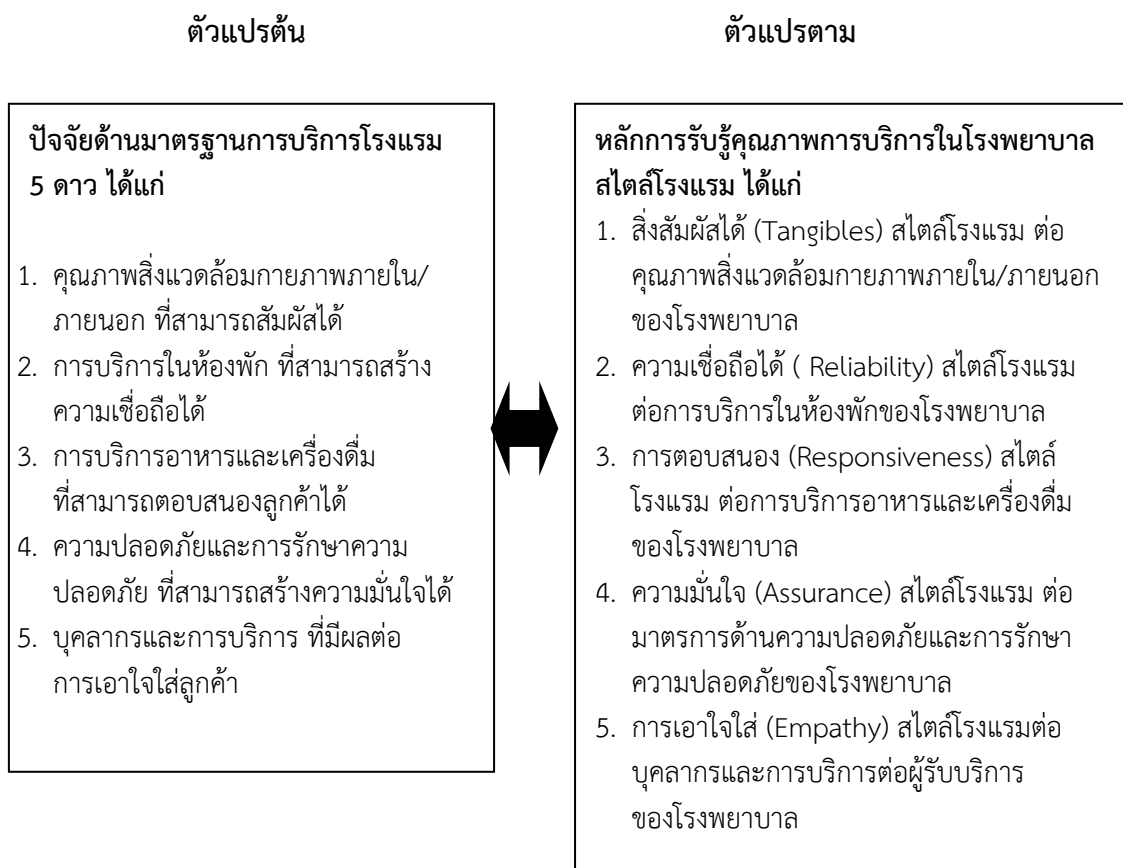 ตัวแปรต้น
ตัวแปรตาม
ปัจจัยด้านมาตรฐานการบริการโรงแรม
5 ดาว ได้แก่
1. คุณภาพสิ่งแวดล้อมกายภาพภายใน/
ภายนอก ที่สามารถสัมผัสได้
2. การบริการในห้องพัก ที่สามารถสร้าง
ความเชื่อถือได้
3. การบริการอาหารและเครื่องดื่ม
ที่สามารถตอบสนองลูกค้าได้
4. ความปลอดภัยและการรักษาความ
ปลอดภัย ที่สามารถสร้างความมั่นใจได้
5. บุคลากรและการบริการ ที่มีผลต่อ
การเอาใจใส่ลูกค้า
หลักการรับรู้คุณภาพการบริการในโรงพยาบาล
สไตล์โรงแรม ได้แก่
1. สิ่งสัมผัสได้ (Tangibles) สไตล์โรงแรม ต่อ
คุณภาพสิ่งแวดล้อมกายภาพภายใน/ภายนอก
ของโรงพยาบาล
2. ความเชื่อถือได้ ( Reliability) สไตล์โรงแรม
ต่อการบริการในห้องพักของโรงพยาบาล
3. การตอบสนอง (Responsiveness) สไตล์
โรงแรม ต่อการบริการอาหารและเครื่องดื่ม
ของโรงพยาบาล
4. ความมั่นใจ (Assurance) สไตล์โรงแรม ต่อ
มาตรการด้านความปลอดภัยและการรักษา
ความปลอดภัยของโรงพยาบาล
5. การเอาใจใส่ (Empathy) สไตล์โรงแรมต่อ
บุคลากรและการบริการต่อผู้รับบริการ
ของโรงพยาบาล